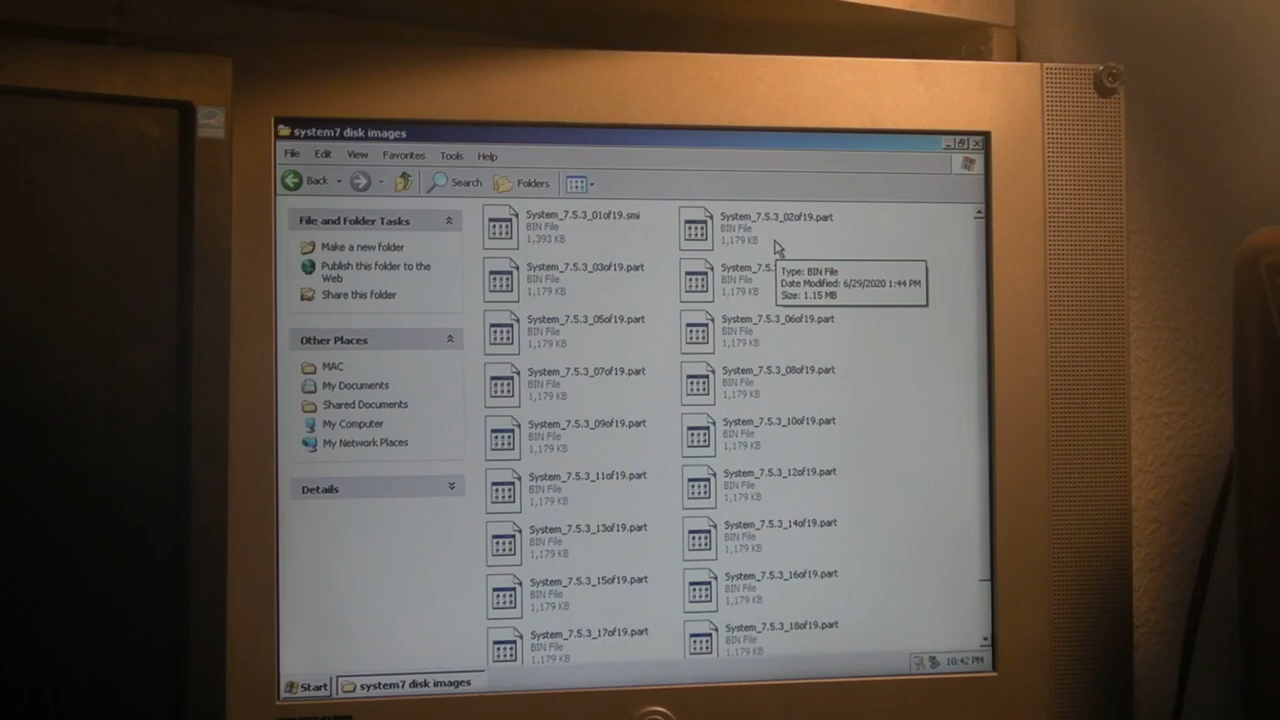 system7 disk images
File Edit View Favorites Tools Help
Back Search Folders
File and Folder Tasks
Make a new folder
Publish this folder to the
Web
Share this folder
Other Places
MAC
My Documents
Shared Documents
My Computer
My Network Places
Details
System_7.5.3_01of19.smi
BIN File
1,393 KB
System_7.5.3_02of19.part
BIN File
1,179 KB
System_7.5.3_03of19.part
BIN File
1,179 KB
System_7.5
BIN File
1,179 KB
Type: BIN File
Date Modified: 6/29/2020 1:44 PM
Size: 1.15 MB
System_7.5.3_05of19.part
BIN File
1,179 KB
System_7.5.3_06of19.part
BIN File
1,179 KB
System_7.5.3_07of19.part
BIN File
1,179 KB
System_7.5.3_08of19.part
BIN File
1,179 KB
System_7.5.3_09of19.part
BIN File
1,179 KB
System_7.5.3_10of19.part
BIN File
1,179 KB
System_7.5.3_11of19.part
BIN File
1,179 KB
System_7.5.3_12of19.part
BIN File
1,179 KB
System_7.5.3_13of19.part
BIN File
1,179 KB
System_7.5.3_14of19.part
BIN File
1,179 KB
System_7.5.3_15of19.part
BIN File
1,179 KB
System_7.5.3_16of19.part
BIN File
1,179 KB
System_7.5.3_17of19.part
BIN File
1,179 KB
System_7.5.3_18of19.part
BIN File
1,179 KB
Start system7 disk images 10:42 PM